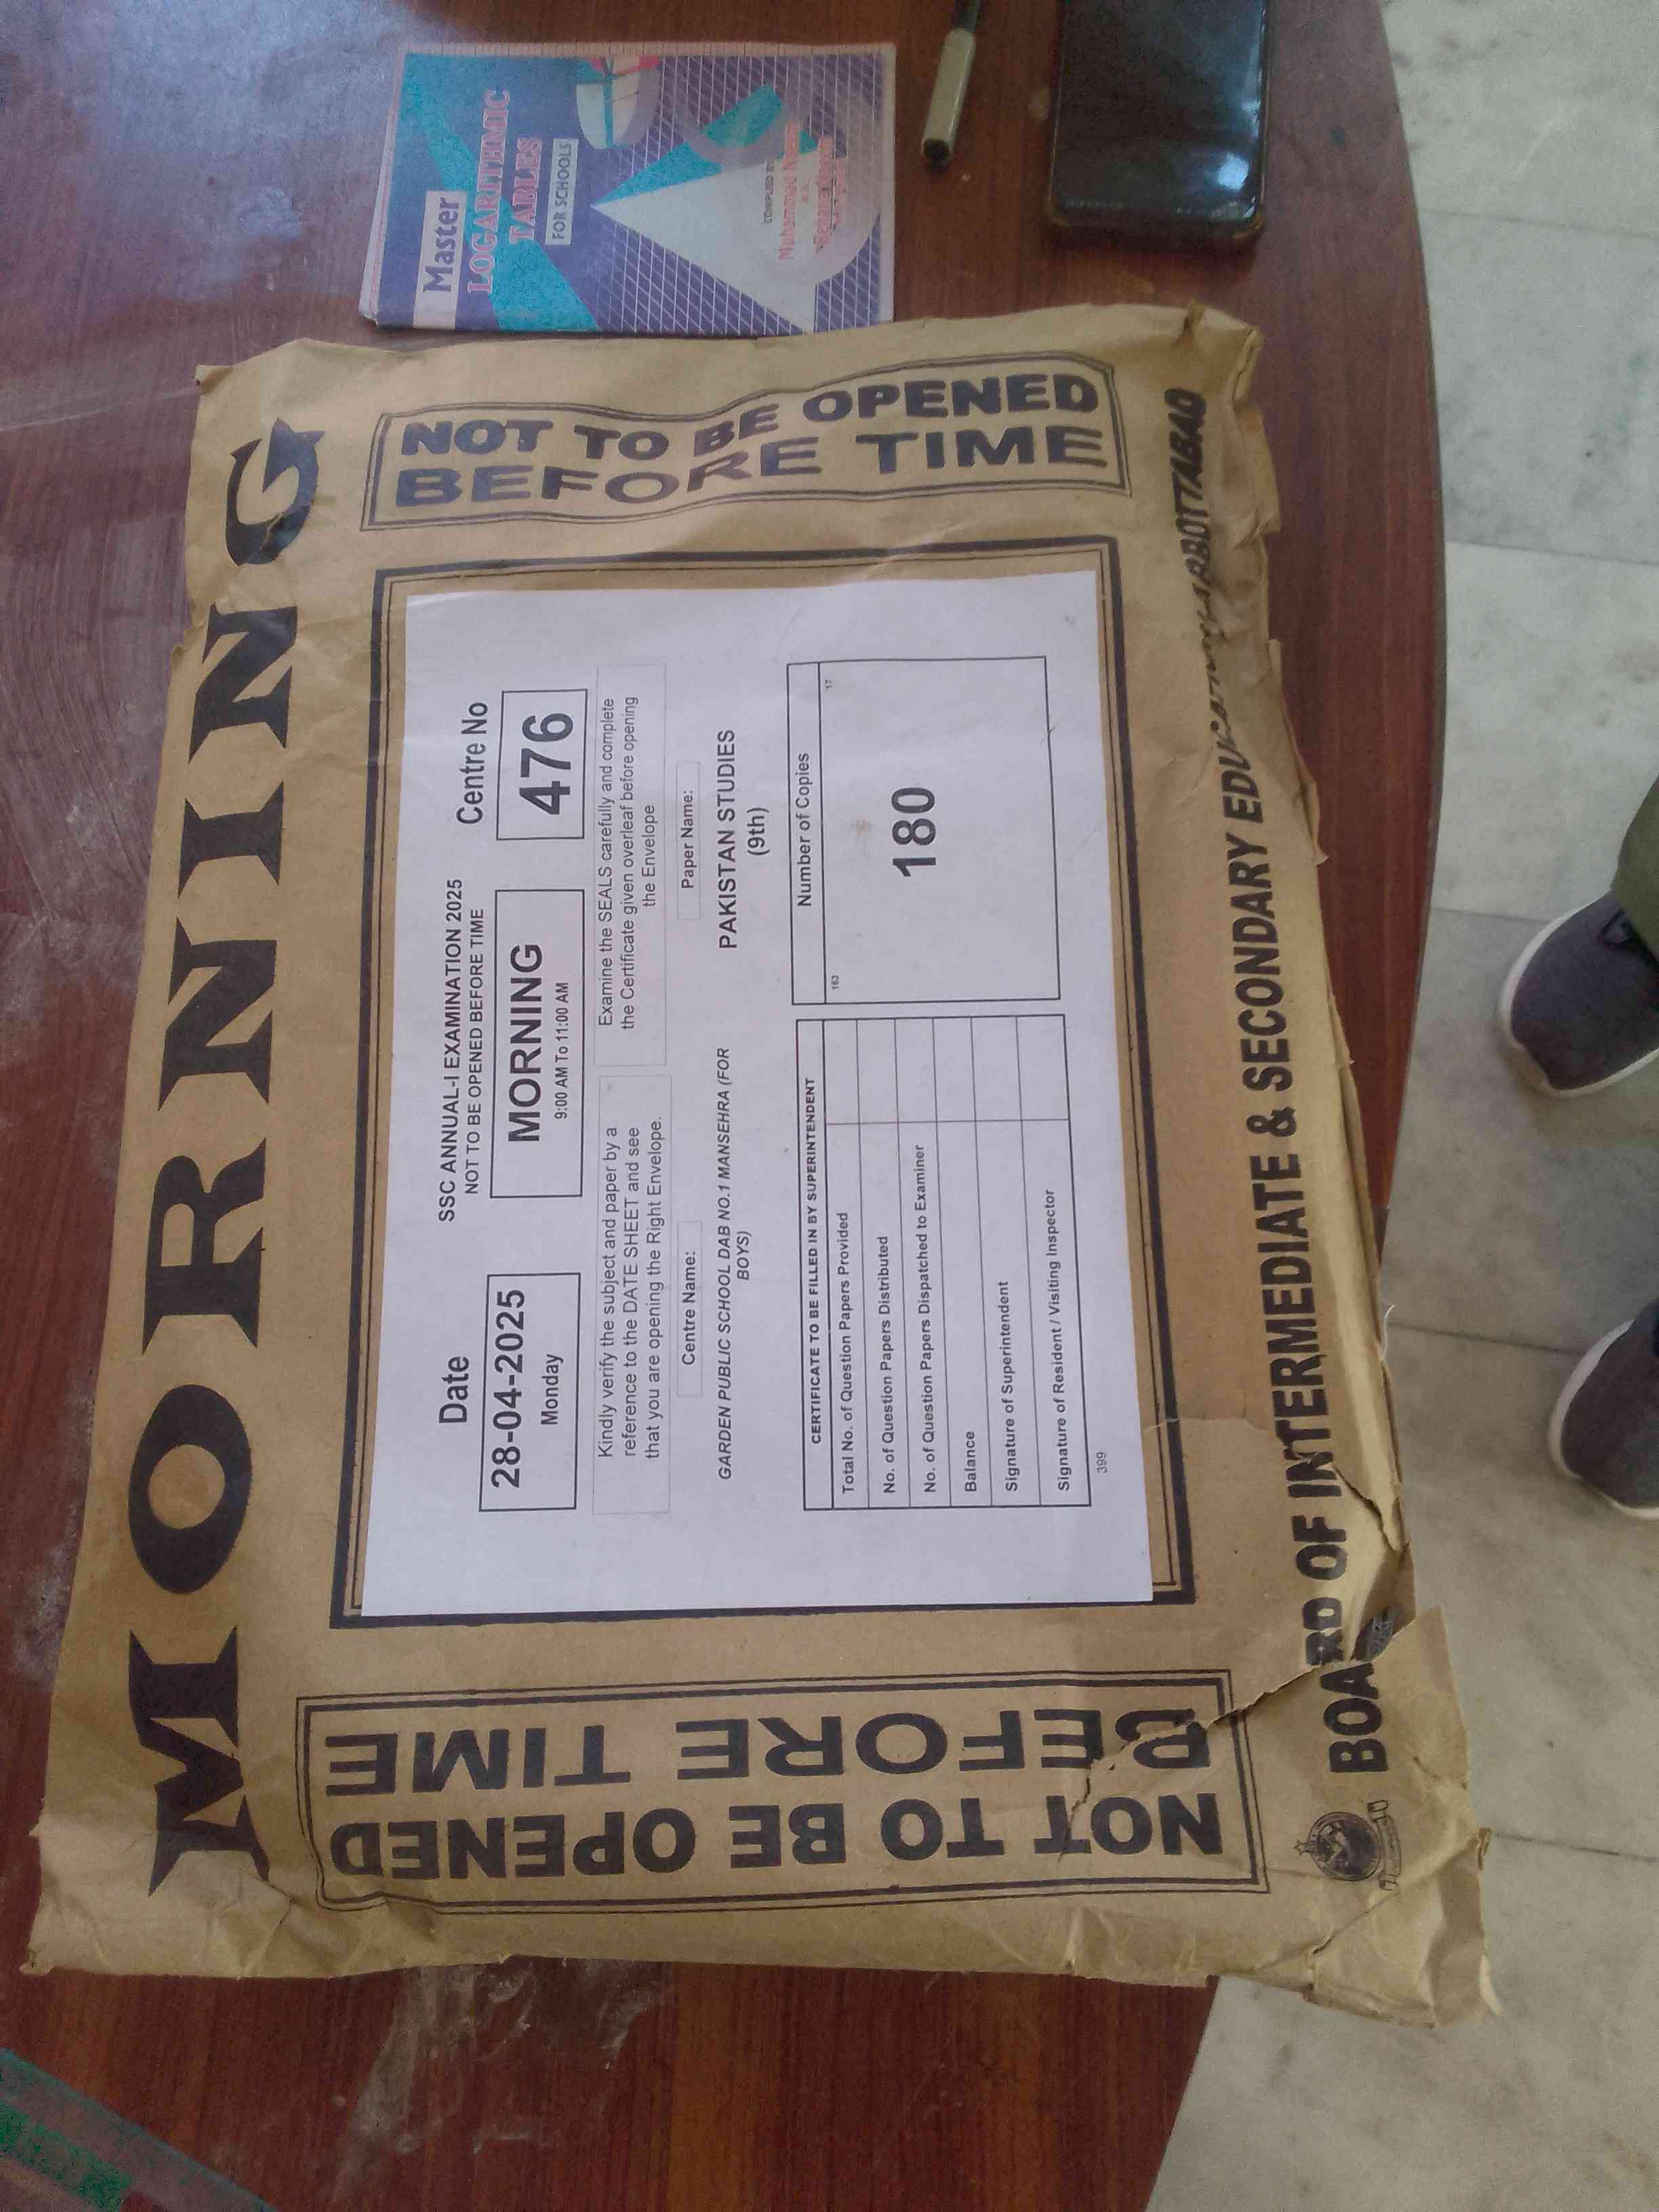 MORNING
NOT TO BE OPENED
BEFORE TIME
Date
28-04-2025
Monday
SSC ANNUAL-I EXAMINATION 2025
NOT TO BE OPENED BEFORE TIME
MORNING
9:00 AM To 11:00 AM
Centre No
476
Kindly verify the subject and paper by a
reference to the DATE SHEET and see
that you are opening the Right Envelope.
Examine the SEALS carefully and complete
the Certificate given overleaf before opening
the Envelope
Centre Name:
GARDEN PUBLIC SCHOOL DAB NO.1 MANSEHRA (FOR
BOYS)
Paper Name:
PAKISTAN STUDIES
(9th)
CERTIFICATE TO BE FILLED IN BY SUPERINTENDENT
Total No. of Question Papers Provided
No. of Question Papers Distributed
No. of Question Papers Dispatched to Examiner
Balance
Signature of Superintendent
Signature of Resident / Visiting Inspector
399
Number of Copies
163
17
180
NOT TO BE OPENED
BEFORE TIME
BOARD OF INTERMEDIATE & SECONDARY EDUCATION ABBOTTABAD
Master
LOGARITHMIC
TABLES
FOR SCHOOLS
COMPILED BY
Muhammad Naeem